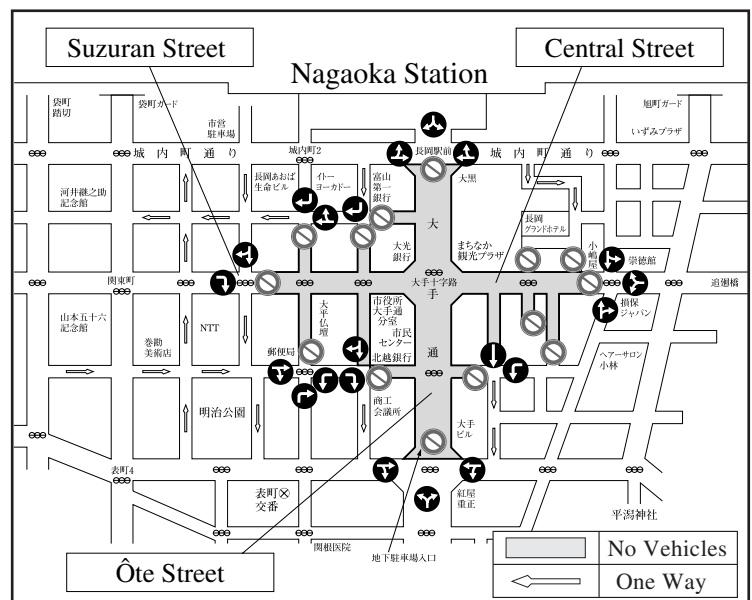 Suzuran Street
Central Street
Nagaoka Station
袋町
踏切
袋町ガード
市営
駐車場
旭町ガード
いずみプラザ
城内町通り
城内町2
長岡駅前
城内町通り
河井継之助
記念館
長岡あおば
生命ビル
イトー
ヨーカドー
富山
第一
銀行
大黒
長岡
グランドホテル
大
大光
銀行
まちなか
観光プラザ
小嶋屋
崇徳館
関東町
大手十字路
追廻橋
手
山本五十六
記念館
巻勘
美術店
NTT
大平仏壇
市役所
大手通
分室
市民
センター
損保
ジャパン
郵便局
北越銀行
通
ヘアーサロン
小林
明治公園
商工
会議所
大手
ビル
表町4
表町
交番
紅屋
重正
平潟神社
関根医院
地下駐車場入口
Ôte Street
No Vehicles
One Way